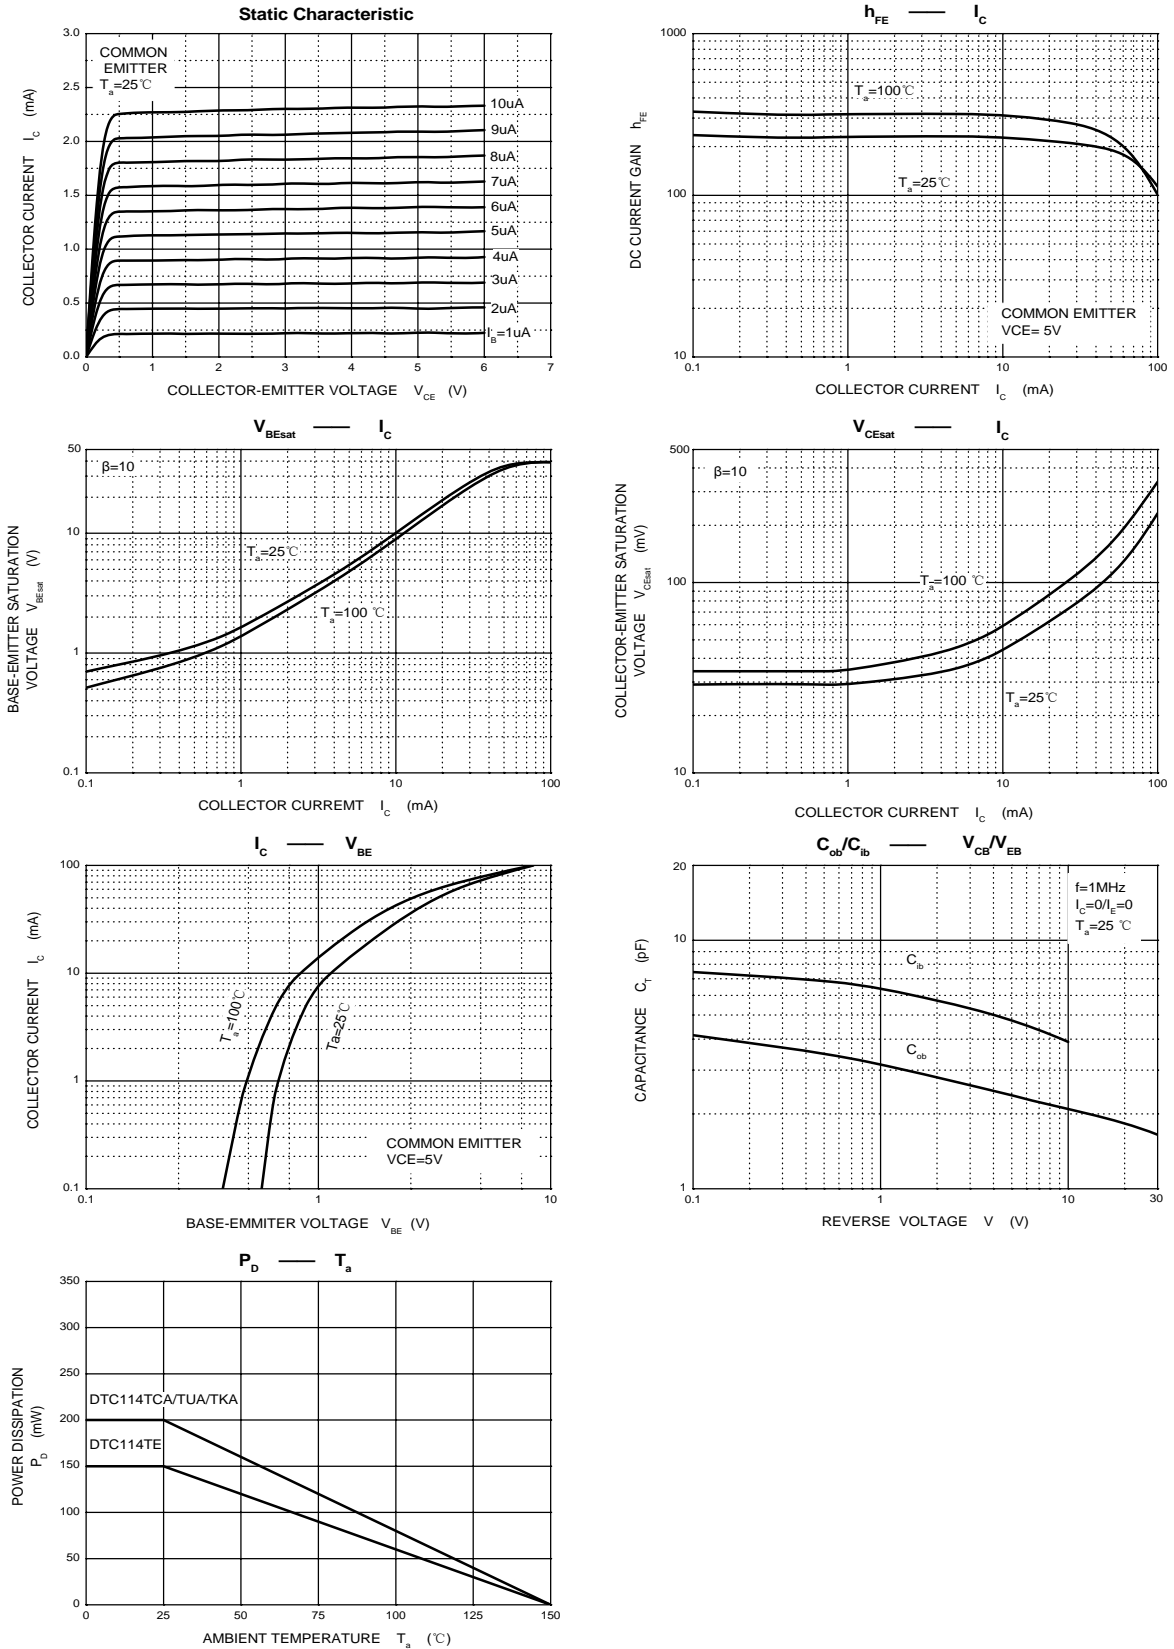 Static Characteristic
3.0
2.5
2.0
1.5
1.0
0.5
0.0
COMMON
EMITTER
Ta=25℃
10uA
9uA
8uA
7uA
6uA
5uA
4uA
3uA
2uA
IB=1uA
0 1 2 3 4 5 6 7
COLLECTOR CURRENT IC (mA)
COLLECTOR-EMITTER VOLTAGE VCE (V)
hFE —— IC
1000
100
10
Ta=100℃
Ta=25℃
COMMON EMITTER
VCE= 5V
0.1 1 10 100
DC CURRENT GAIN hFE
COLLECTOR CURRENT IC (mA)
VBEsat —— IC
50
10
1
0.1
β=10
Ta=25℃
Ta=100 ℃
0.1 1 10 100
BASE-EMITTER SATURATION
VOLTAGE VBEsat (V)
COLLECTOR CURREMT IC (mA)
VCEsat —— IC
500
100
10
β=10
Ta=100 ℃
Ta=25℃
0.1 1 10 100
COLLECTOR-EMITTER SATURATION
VOLTAGE VCEsat (mV)
COLLECTOR CURRENT IC (mA)
IC —— VBE
100
10
1
0.1
Ta=100℃
Ta=25℃
COMMON EMITTER
VCE=5V
0.1 1 10
COLLECTOR CURRENT IC (mA)
BASE-EMMITER VOLTAGE VBE (V)
Cob/Cib —— VCB/VEB
20
10
1
f=1MHz
IC=0/IE=0
Ta=25 ℃
Cib
Cob
0.1 1 10 30
CAPACITANCE CT (pF)
REVERSE VOLTAGE V (V)
PD —— Ta
350
300
250
200
150
100
50
0
DTC114TCA/TUA/TKA
DTC114TE
0 25 50 75 100 125 150
POWER DISSIPATION
PD (mW)
AMBIENT TEMPERATURE Ta (℃)